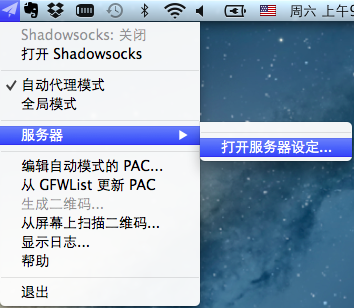 周六 上午9
Shadowsocks: 关闭
打开 Shadowsocks
自动代理模式
全局模式
服务器
打开服务器设定...
编辑自动模式的 PAC...
从 GFWList 更新 PAC
生成二维码...
从屏幕上扫描二维码...
显示日志...
帮助
退出